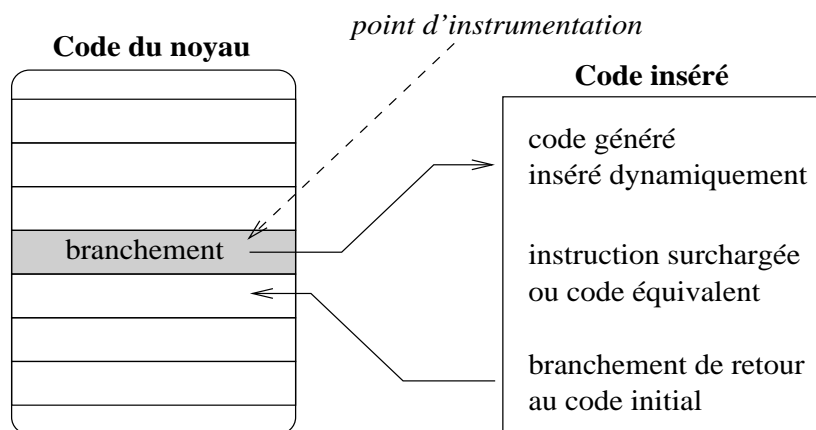 point d'instrumentation
Code du noyau
Code inséré
code généré
inséré dynamiquement
branchement
instruction surchargée
ou code équivalent
branchement de retour
au code initial